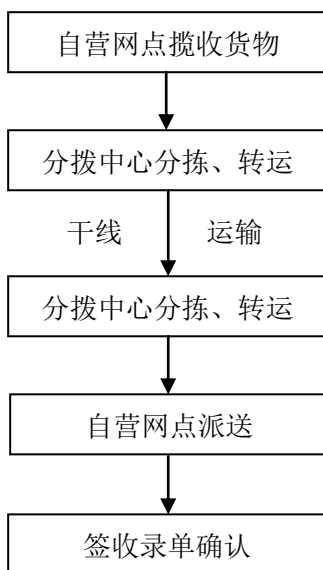 自营网点揽收货物
分拨中心分拣、转运
干线 运输
分拨中心分拣、转运
自营网点派送
签收录单确认